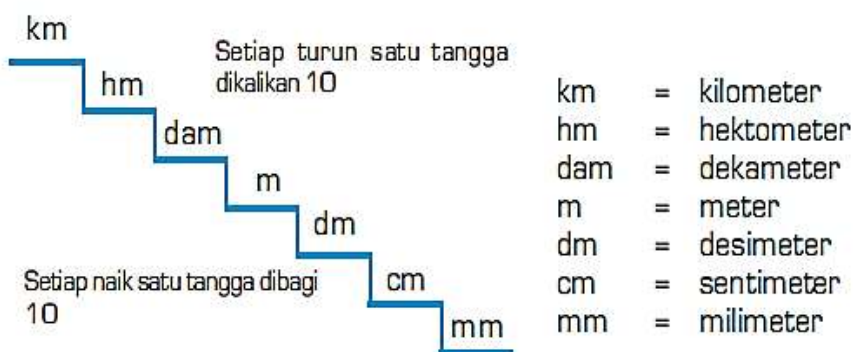 km
hm
dam
m
dm
cm
mm
Setiap turun satu tangga
dikalikan 10
Setiap naik satu tangga dibagi
10
km = kilometer
hm = hektometer
dam = dekameter
m = meter
dm = desimeter
cm = sentimeter
mm = milimeter